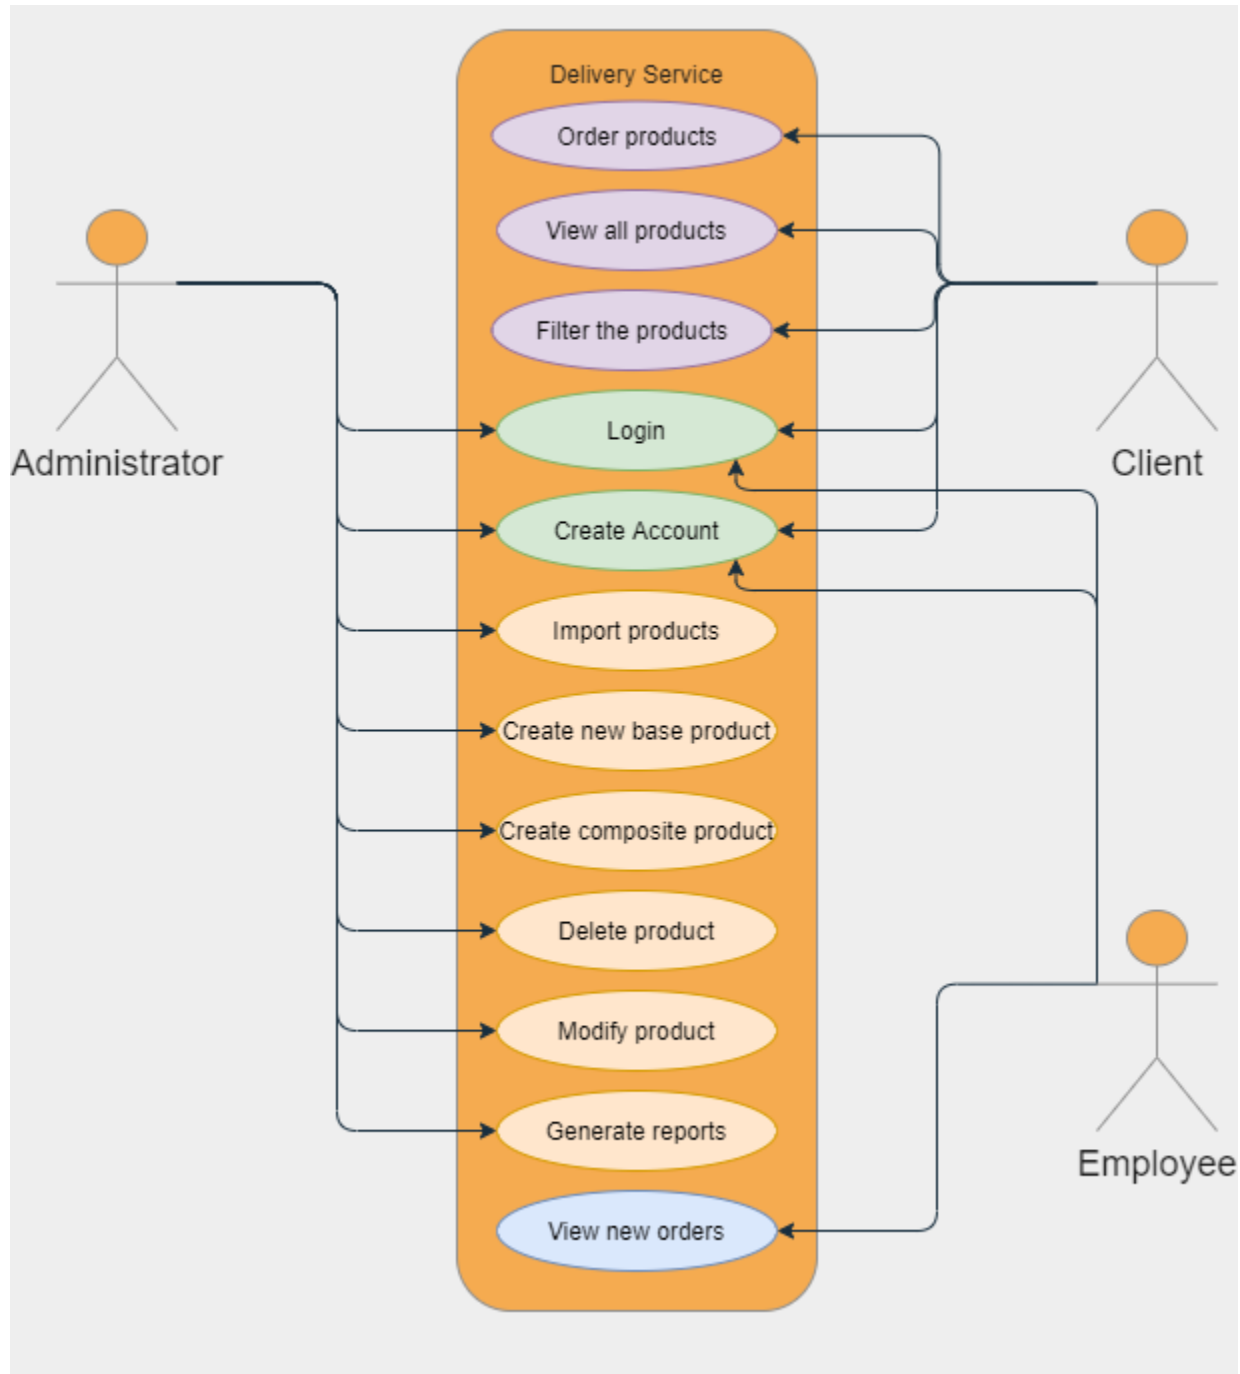 Delivery Service
Order products
View all products
Filter the products
Login
Administrator
Client
Create Account
Import products
Create new base product
Create composite product
Delete product
Modify product
Generate reports
Employee
View new orders